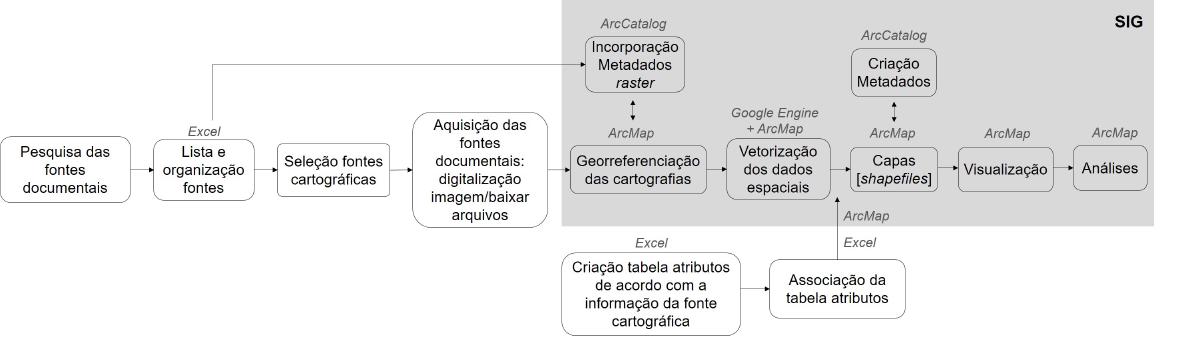 SIG
ArcCatalog
Incorporação
Metadados
raster
ArcCatalog
Criação
Metadados
Pesquisa das
fontes
documentais
Excel
Lista e
organização
fontes
Seleção fontes
cartográficas
Aquisição das
fontes
documentais:
digitalização
imagem/baixar
arquivos
ArcMap
Georreferenciação
das cartografias
Google Engine
+ ArcMap
Vetorização
dos dados
espaciais
ArcMap
Capas
[shapefiles]
ArcMap
Visualização
ArcMap
Análises
ArcMap
Excel
Excel
Criação tabela atributos
de acordo com a
informação da fonte
cartográfica
Associação da
tabela atributos